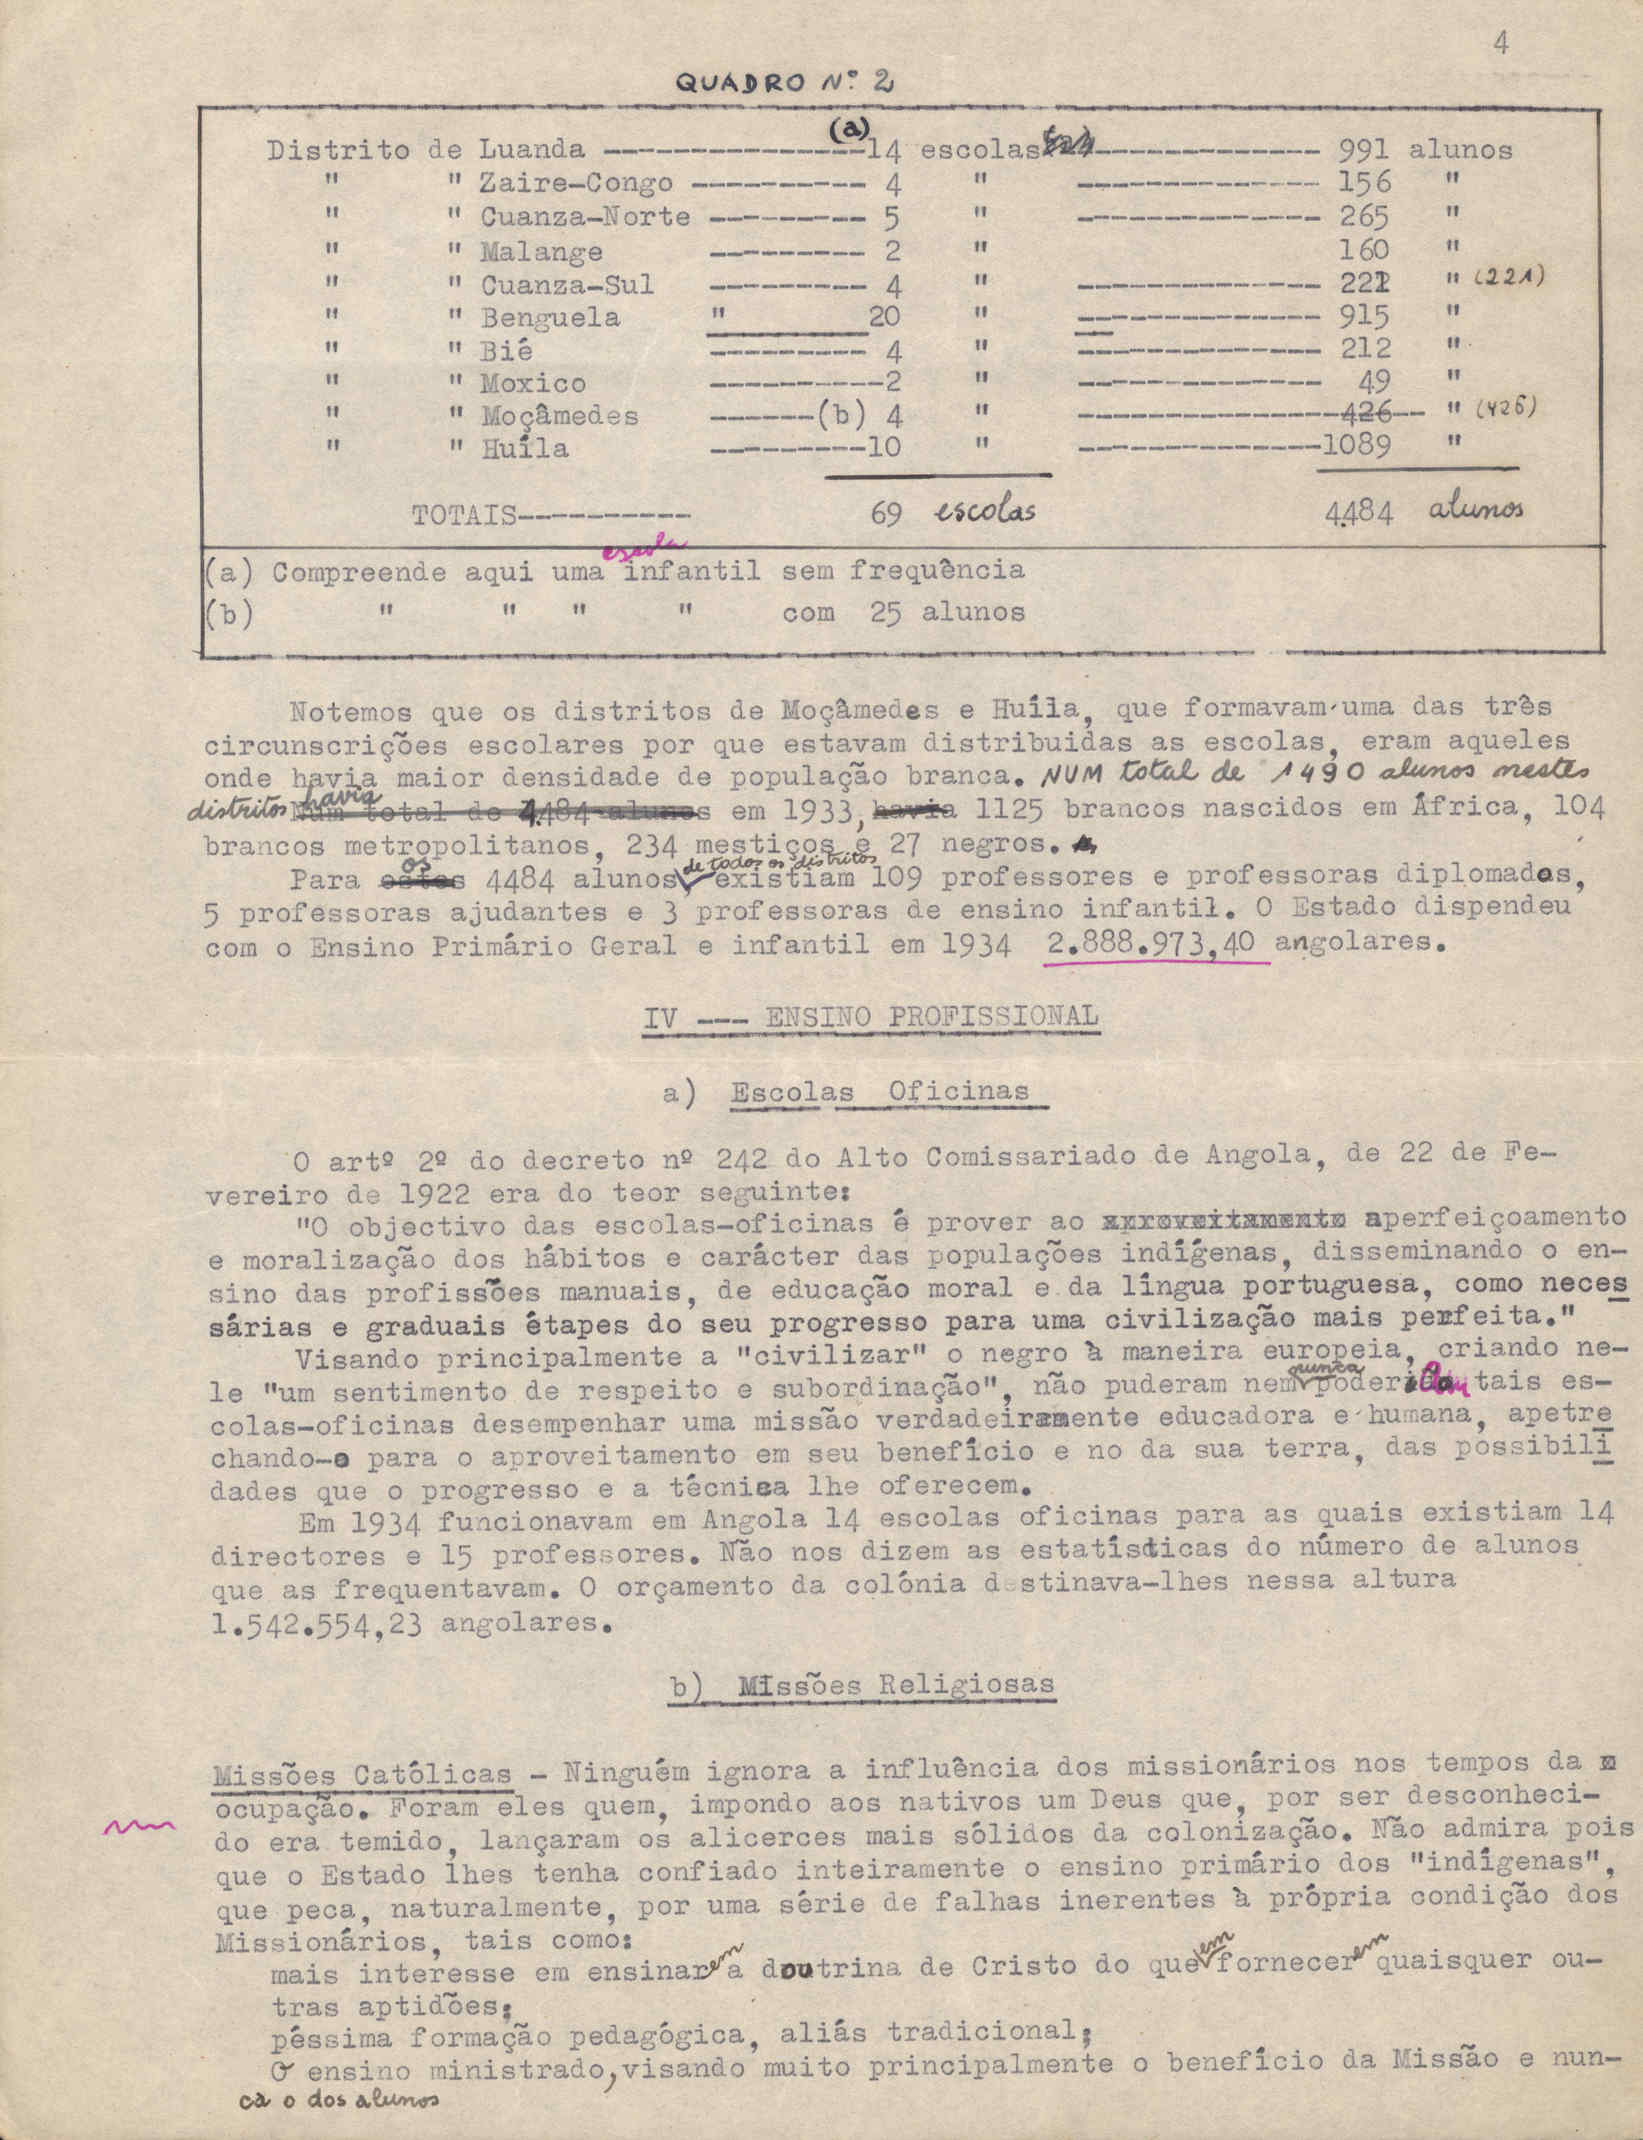 4
QUADRO Nº 2
Distrito de Luanda --------------- (a) 14 escolas ------------- 991 alunos
" " Zaire-Congo ---------- 4 " -------------- 156 "
" " Cuanza-Norte --------- 5 " -------------- 265 "
" " Malange --------- 2 " 160 "
" " Cuanza-Sul --------- 4 " -------------- 221 " (221)
" " Benguela " 20 " -------------- 915 "
" " Bié --------- 4 " -------------- 212 "
" " Moxico ----------2 " -------------- 49 "
" " Moçâmedes ------(b) 4 " ---------------426-- " (426)
" " Huíla ---------10 " --------------1089 "
TOTAIS---------- 69 escolas 4.484 alunos
(a) Compreende aqui uma escola infantil sem frequência
(b) " " " " com 25 alunos
Notemos que os distritos de Moçâmedes e Huíla, que formavam uma das três
circunscrições escolares por que estavam distribuidas as escolas, eram aqueles
onde havia maior densidade de população branca. NUM total de 1490 alunos nestes
distritos havia Num total de 4.484 alunos em 1933, havia 1125 brancos nascidos em África, 104
brancos metropolitanos, 234 mestiços e 27 negros.
Para estes os 4484 alunos, de todos os distritos existiam 109 professores e professoras diplomados,
5 professoras ajudantes e 3 professoras de ensino infantil. O Estado dispendeu
com o Ensino Primário Geral e infantil em 1934 2.888.973,40 angolares.
IV --- ENSINO PROFISSIONAL
a) Escolas Oficinas
O artº 2º do decreto nº 242 do Alto Comissariado de Angola, de 22 de Fe-
vereiro de 1922 era do teor seguinte:
"O objectivo das escolas-oficinas é prover ao aproveitamento aperfeiçoamento
e moralização dos hábitos e carácter das populações indígenas, disseminando o en-
sino das profissões manuais, de educação moral e da língua portuguesa, como neces
sárias e graduais étapes do seu progresso para uma civilização mais perfeita."
Visando principalmente a "civilizar" o negro à maneira europeia, criando ne-
le "um sentimento de respeito e subordinação", não puderam nem nunca poderiam tais es-
colas-oficinas desempenhar uma missão verdadeiramente educadora e humana, apetre
chando-o para o aproveitamento em seu benefício e no da sua terra, das possibili
dades que o progresso e a técnica lhe oferecem.
Em 1934 funcionavam em Angola 14 escolas oficinas para as quais existiam 14
directores e 15 professores. Não nos dizem as estatísticas do número de alunos
que as frequentavam. O orçamento da colónia destinava-lhes nessa altura
1.542.554,23 angolares.
b) Missões Religiosas
Missões Católicas - Ninguém ignora a influência dos missionários nos tempos da
ocupação. Foram eles quem, impondo aos nativos um Deus que, por ser desconheci-
do era temido, lançaram os alicerces mais sólidos da colonização. Não admira pois
que o Estado lhes tenha confiado inteiramente o ensino primário dos "indígenas",
que peca, naturalmente, por uma série de falhas inerentes à própria condição dos
Missionários, tais como:
mais interesse em ensinarem a doutrina de Cristo do que em fornecerem quaisquer ou-
tras aptidões;
péssima formação pedagógica, aliás tradicional;
O ensino ministrado, visando muito principalmente o benefício da Missão e nun-
ca o dos alunos